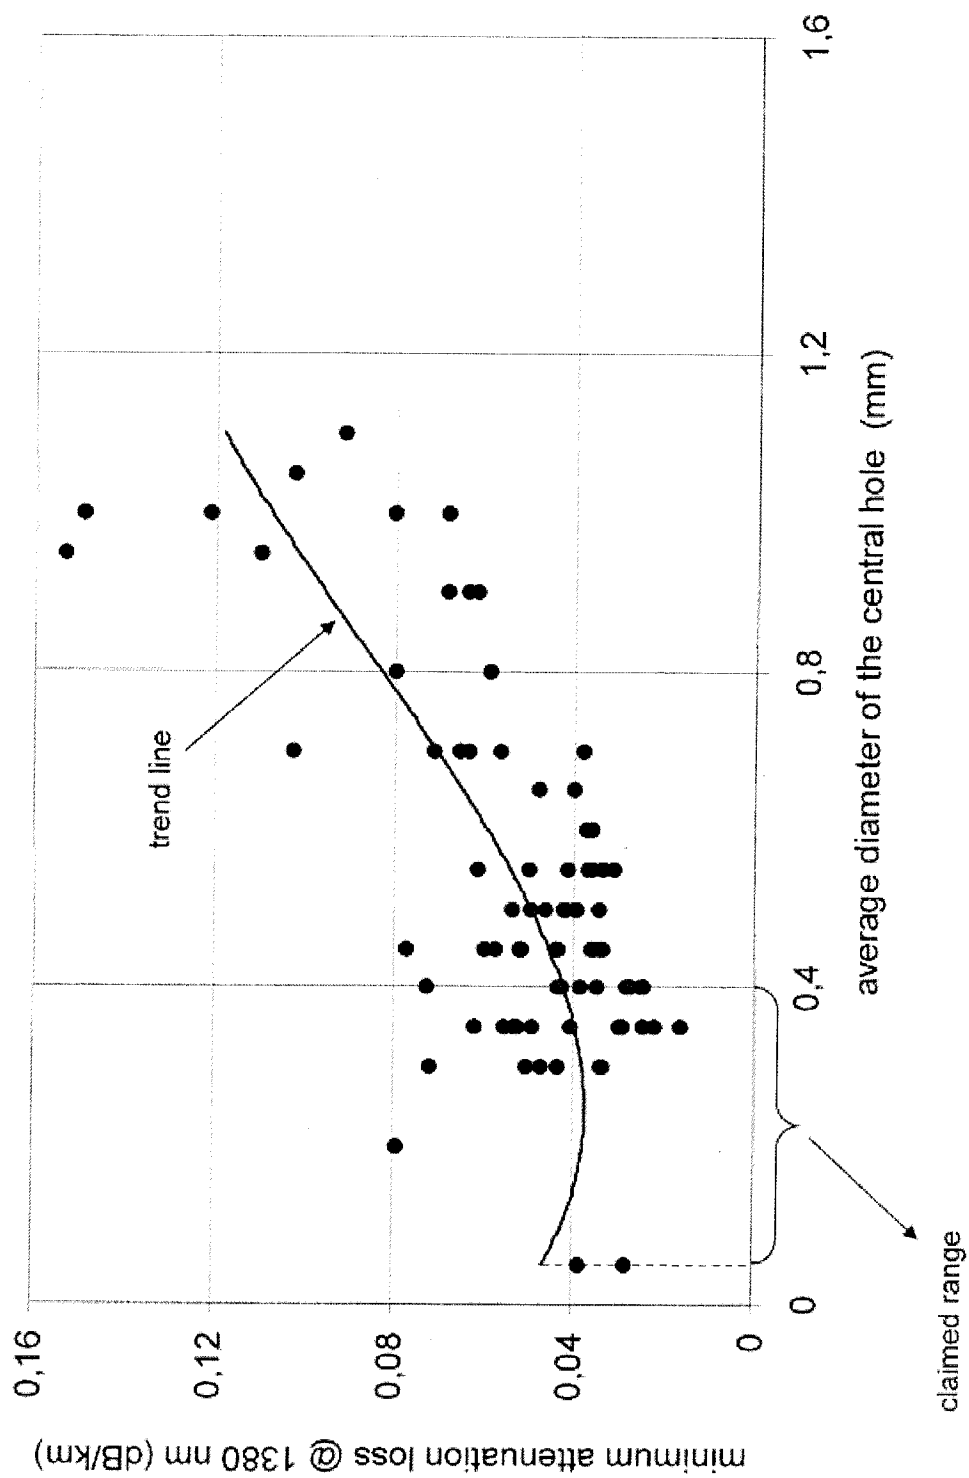 minimum attenuation loss @ 1380 nm (dB/km)
0,16
0,12
0,08
0,04
0
trend line
0
0,4
0,8
1,2
1,6
average diameter of the central hole (mm)
claimed range